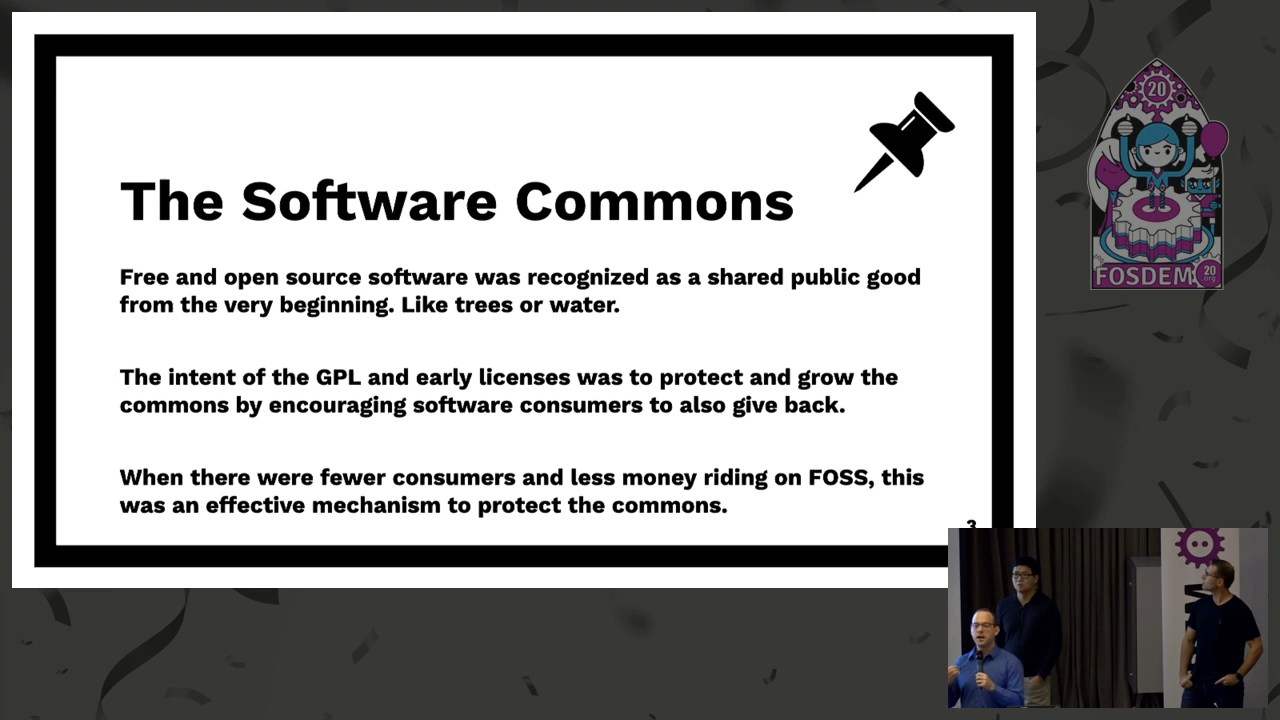 The Software Commons
Free and open source software was recognized as a shared public good
from the very beginning. Like trees or water.
The intent of the GPL and early licenses was to protect and grow the
commons by encouraging software consumers to also give back.
When there were fewer consumers and less money riding on FOSS, this
was an effective mechanism to protect the commons.
3
20
FOSDEM
20
org